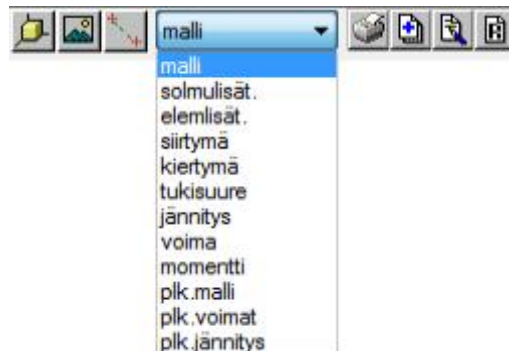 malli
malli
solmulisät.
elemlisät.
siirtymä
kiertymä
tukisuure
jännitys
voima
momentti
plk.malli
plk.voimat
plk.jännitys